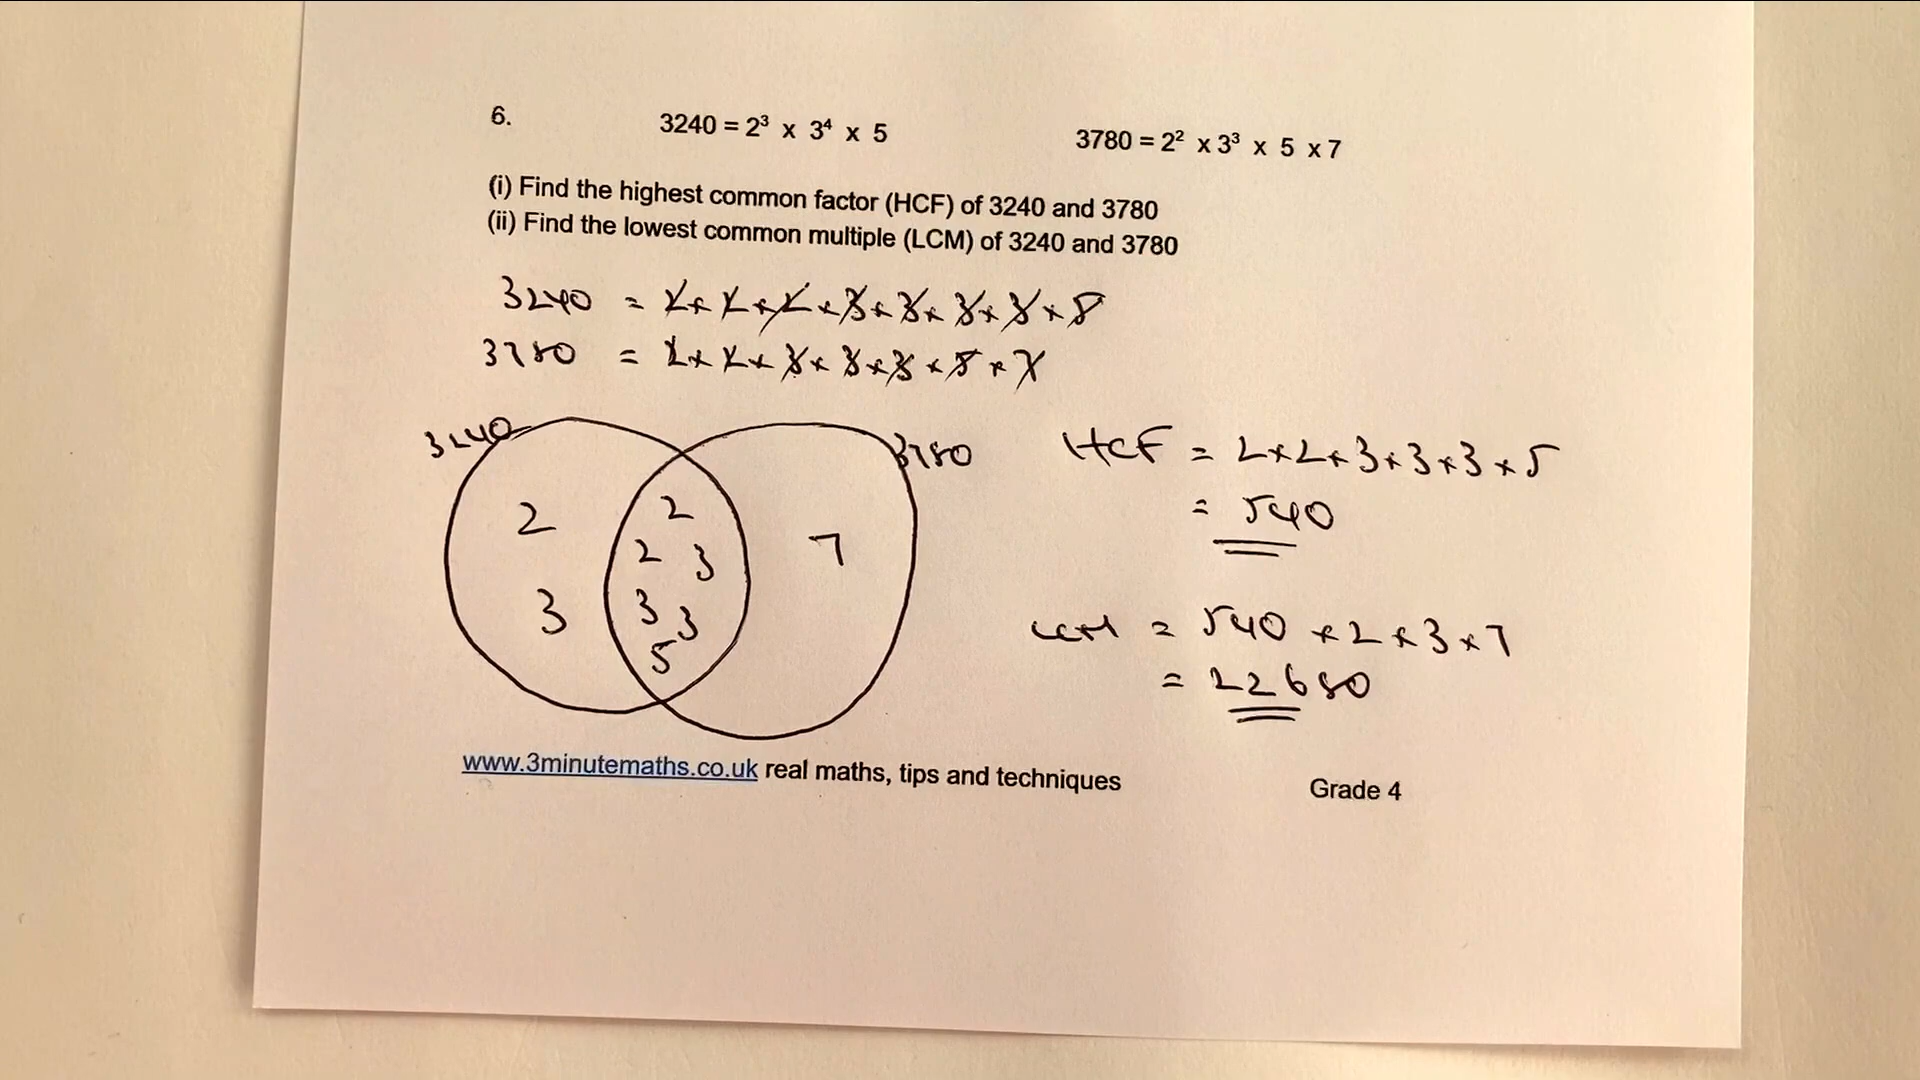 6. 3240 = 2³ x 3⁴ x 5 3780 = 2² x 3³ x 5 x 7
(i) Find the highest common factor (HCF) of 3240 and 3780
(ii) Find the lowest common multiple (LCM) of 3240 and 3780
3240 = 2 x 2 x 2 x 3 x 3 x 3 x 3 x 5
3780 = 2 x 2 x 3 x 3 x 3 x 5 x 7
3240
3780
2
3
2
2 3
3 3
5
7
HCF = 2 x 2 x 3 x 3 x 3 x 5
= 540
LCM = 540 x 2 x 3 x 7
= 22680
www.3minutemaths.co.uk real maths, tips and techniques
Grade 4